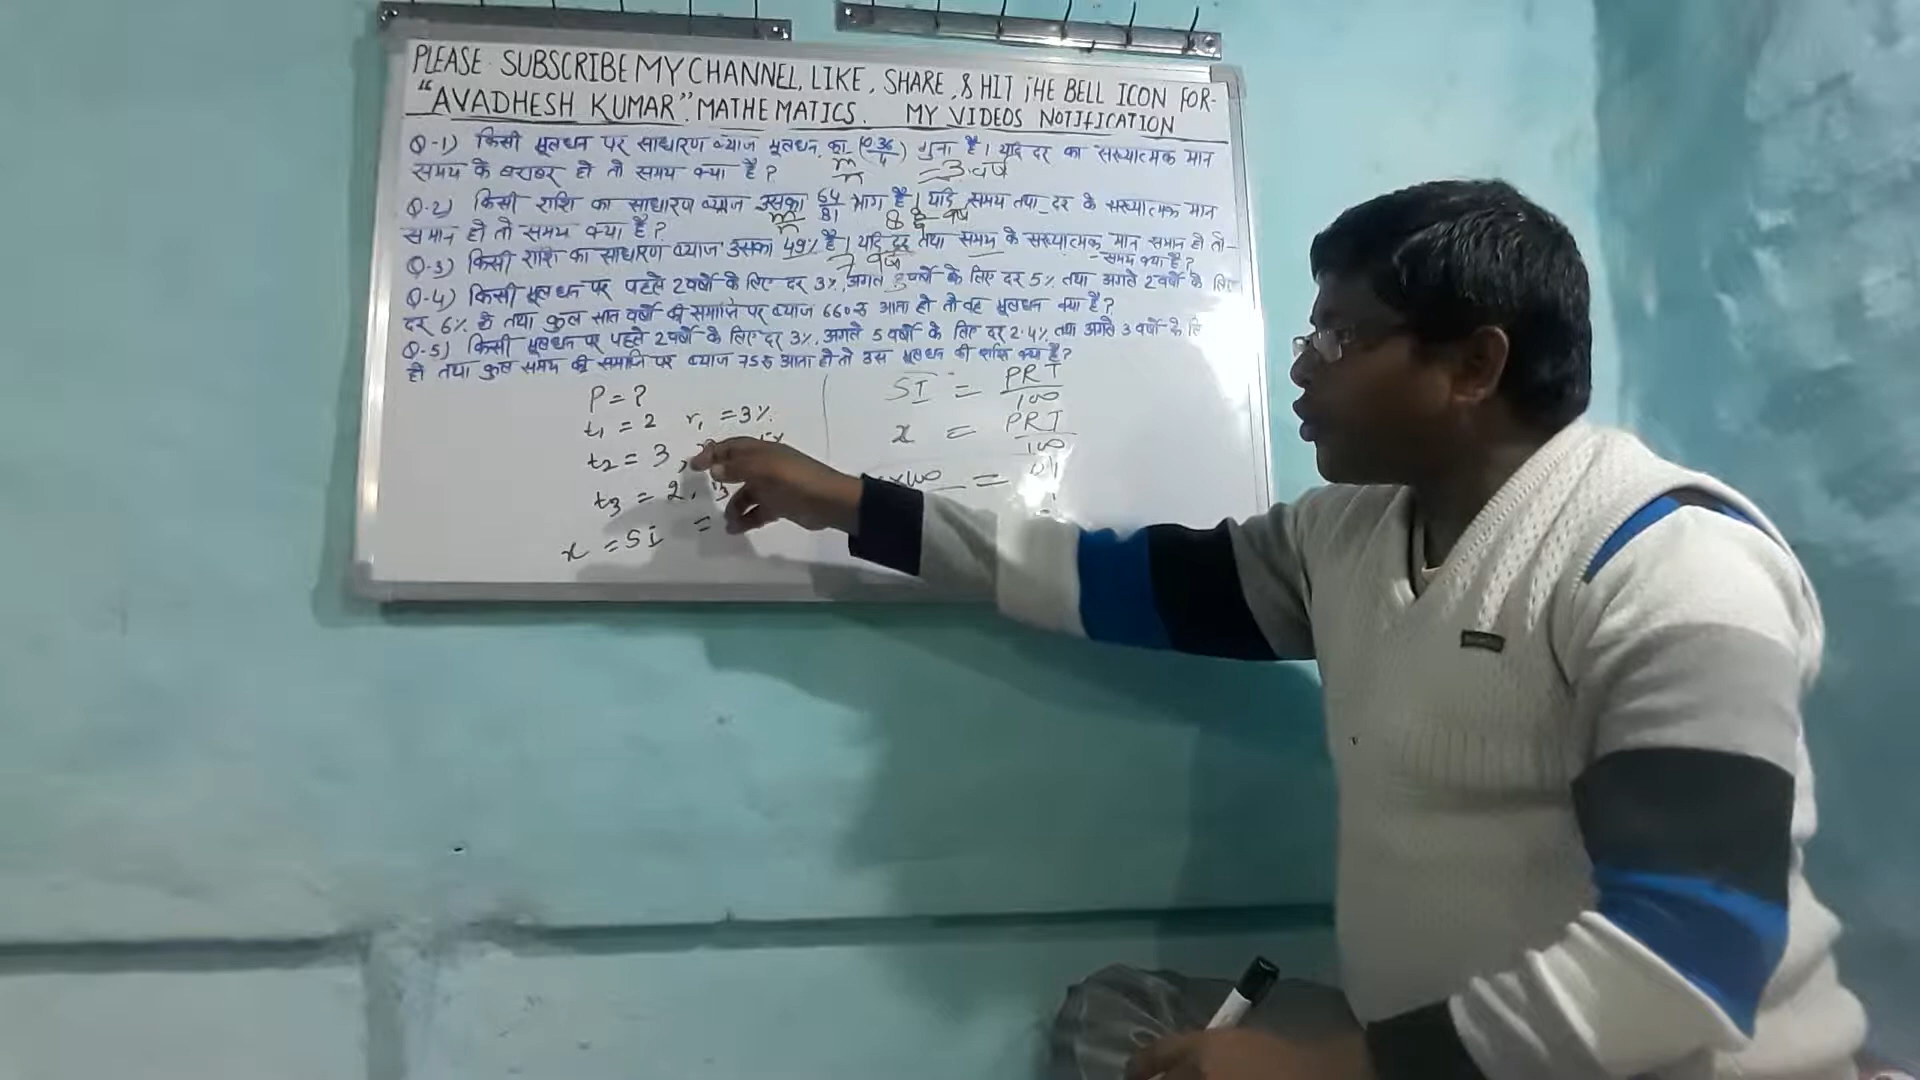 PLEASE SUBSCRIBE MY CHANNEL, LIKE, SHARE, & HIT THE BELL ICON FOR-
"AVADHESH KUMAR". MATHEMATICS. MY VIDEOS NOTIFICATION
Q-1) किसी मूलधन पर साधारण ब्याज मूलधन का गुना है। यदि दर का संख्यात्मक मान
समय के बराबर हो तो समय क्या है? m/n =3 वर्ष
Q-2) किसी राशि का साधारण ब्याज उसका 64/81 भाग है। यदि समय तथा दर के संख्यात्मक मान
समान हो तो समय क्या है? m/n वर्ष
Q-3) किसी राशि का साधारण ब्याज उसका 49% है। यदि दर तथा समय के संख्यात्मक मान समान हो तो-
7 वर्ष -समय क्या है?
Q-4) किसी मूलधन पर पहले 2 वर्षो के लिए दर 3%, अगले 3 वर्षो के लिए दर 5% तथा अगले 2 वर्षो के लिए
दर 6% है तथा कुल सात वर्षो की समाप्ति पर ब्याज 660 रु आता हो तो वह मूलधन क्या है?
Q-5) किसी मूलधन पर पहले 2 वर्षो के लिए दर 3%, अगले 5 वर्षो के लिए दर 2.4% तथा अगले 3 वर्षो के लि
हो तथा कुल समय की समाप्ति पर ब्याज 75 रु आता हो तो उस मूलधन की राशि क्या है?
P = ?
t1 = 2 r1 = 3%
t2 = 3,
t3 = 2,
x = SI =
SI = PRT/100
x = PRT/100
x100 =